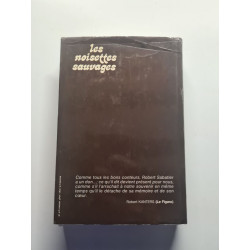 les
noisettes
sauvages
Comme tous les bons conteurs, Robert Sabatier
a un don... ce qu'il dit devient présent pour nous,
comme s'il l'arrachait à notre souvenir en même
temps qu'il le détache de sa mémoire et de son
cœur.
Robert KANTERS (Le Figaro)